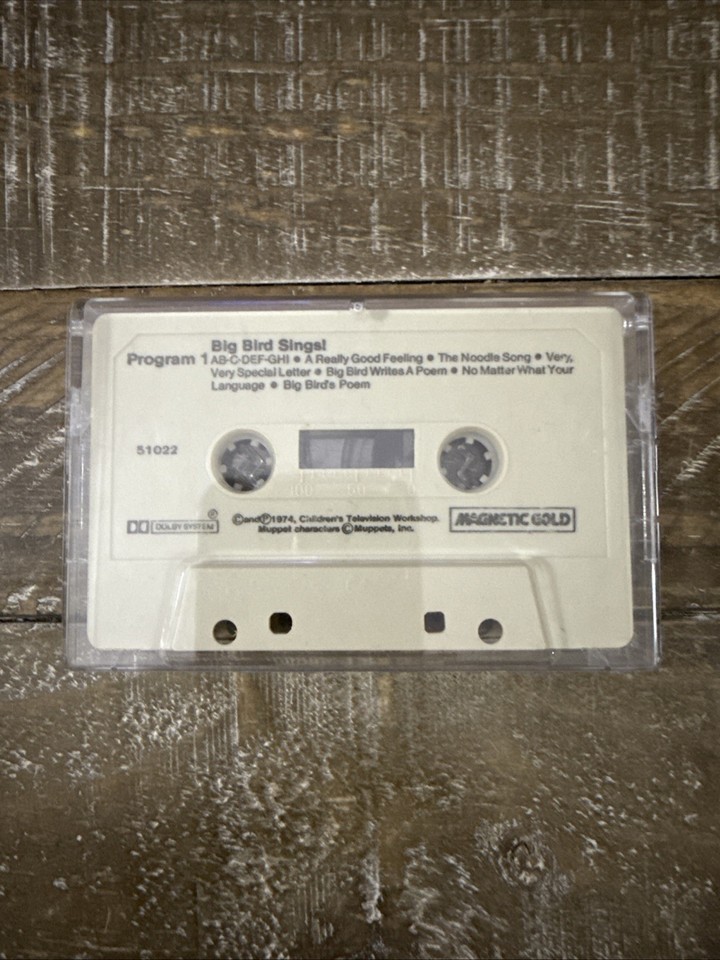 Big Bird Sings!
Program 1 AB-C-DEF-GHI • A Really Good Feeling • The Noodle Song • Very,
Very Special Letter • Big Bird Writes A Poem • No Matter What Your
Language • Big Bird's Poem
51022
DOLBY SYSTEM®
©and℗1974, Children's Television Workshop.
Muppet characters ©Muppets, Inc.
MAGNETIC GOLD
100 50